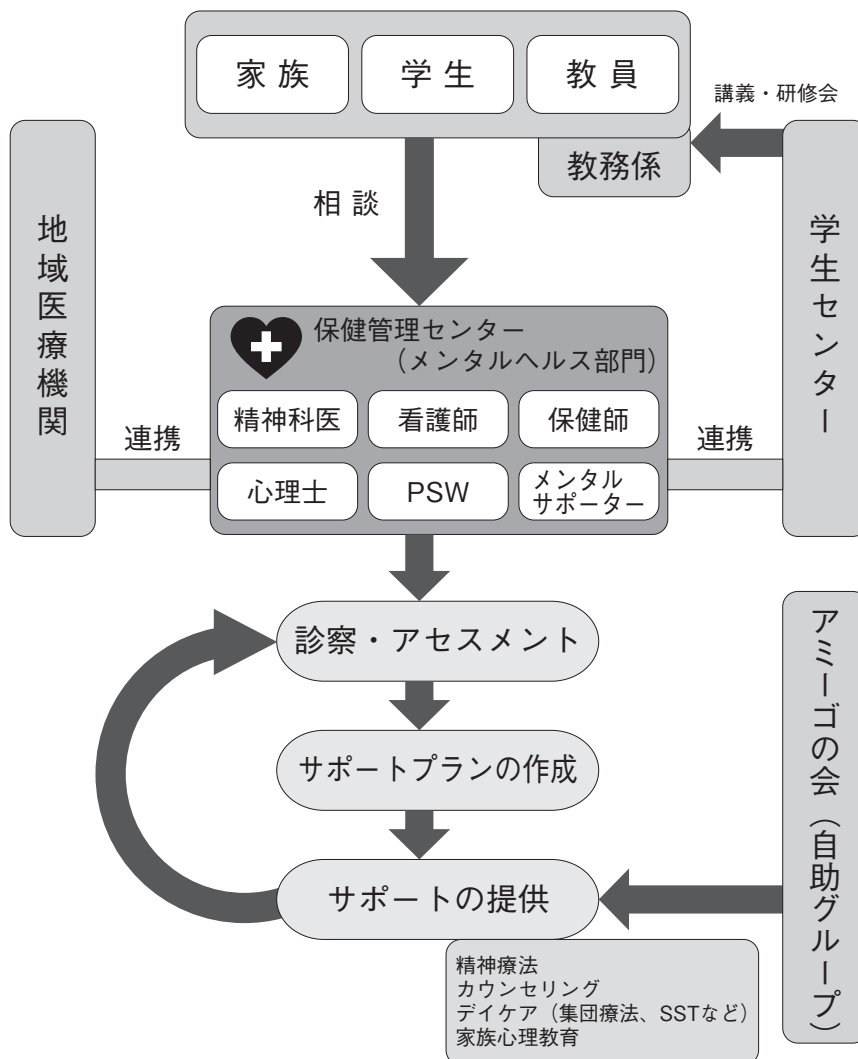 家族
学生
教員
講義・研修会
教務係
相談
地域医療機関
学生センター
保健管理センター
（メンタルヘルス部門）
精神科医
看護師
保健師
連携
連携
心理士
PSW
メンタル
サポーター
診察・アセスメント
サポートプランの作成
サポートの提供
アミーゴの会（自助グループ）
精神療法
カウンセリング
デイケア（集団療法、SSTなど）
家族心理教育